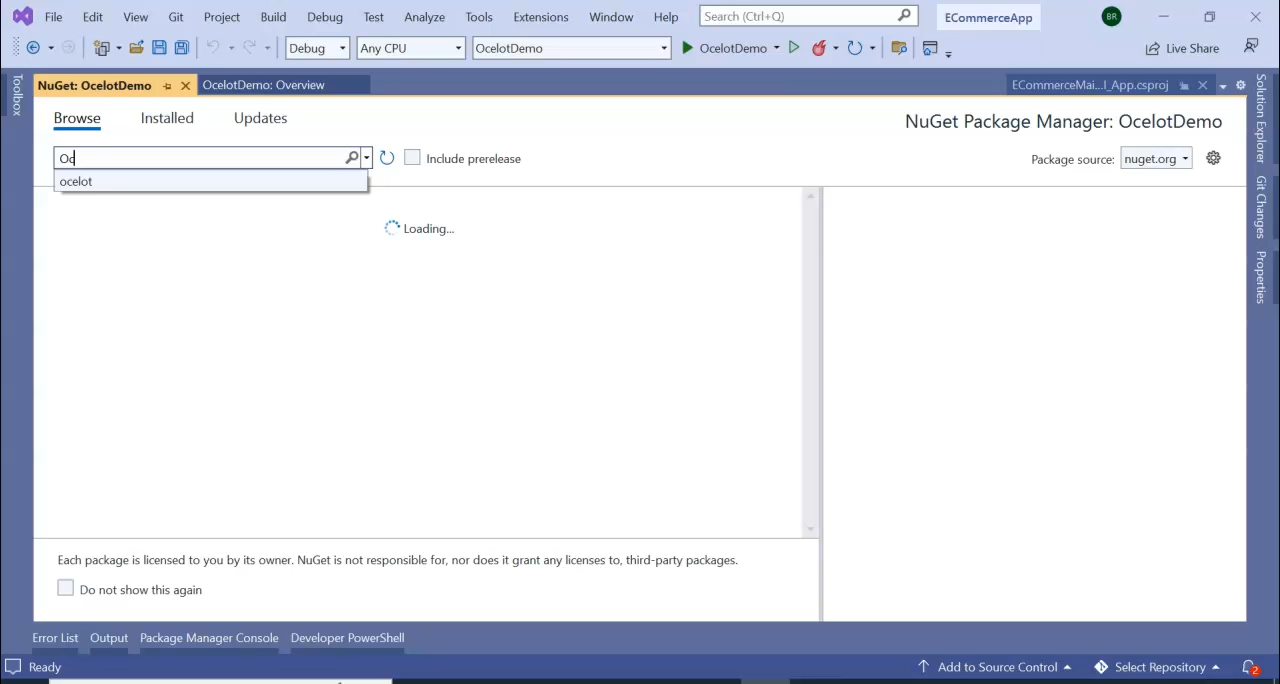 File Edit View Git Project Build Debug Test Analyze Tools Extensions Window Help Search (Ctrl+Q) ECommerceApp BR
Debug Any CPU OcelotDemo OcelotDemo Live Share
NuGet: OcelotDemo OcelotDemo: Overview ECommerceMai...I_App.csproj
Toolbox
Solution Explorer
Git Changes
Properties
Browse Installed Updates NuGet Package Manager: OcelotDemo
Oc Include prerelease Package source: nuget.org
ocelot
Loading...
Each package is licensed to you by its owner. NuGet is not responsible for, nor does it grant any licenses to, third-party packages.
Do not show this again
Error List Output Package Manager Console Developer PowerShell
Ready Add to Source Control Select Repository 2